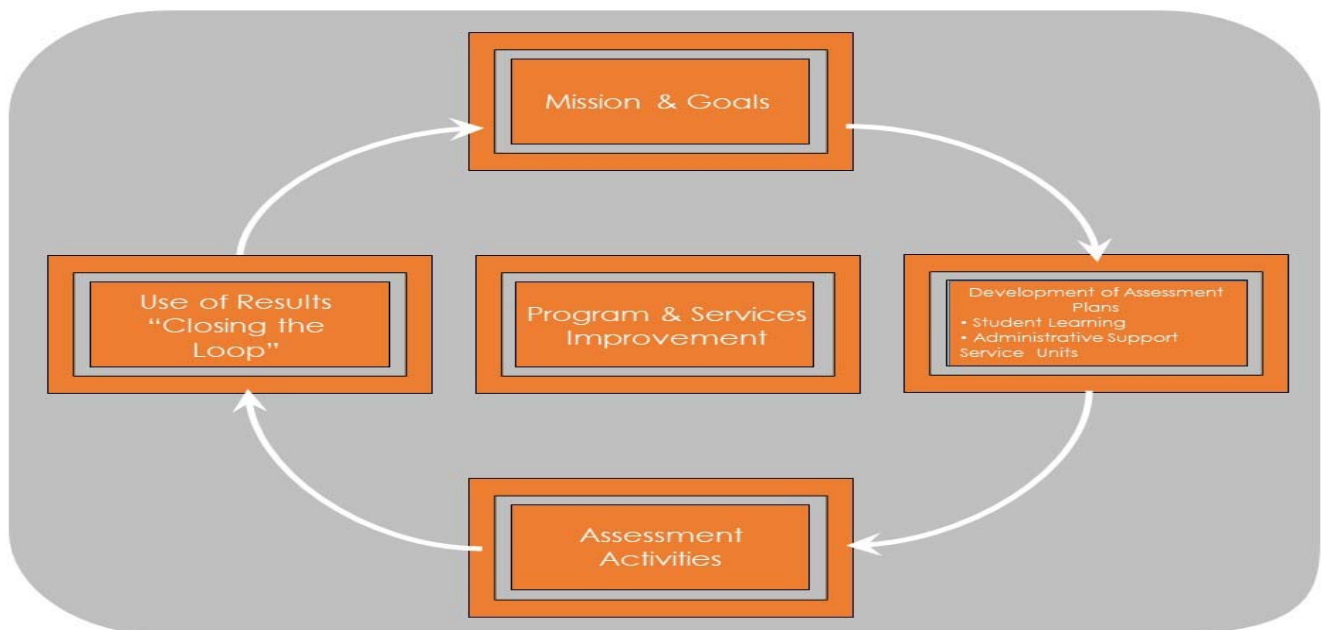 Mission & Goals
Use of Results
“Closing the
Loop”
Program & Services
Improvement
Development of Assessment
Plans
• Student Learning
• Administrative Support
Service Units
Assessment
Activities